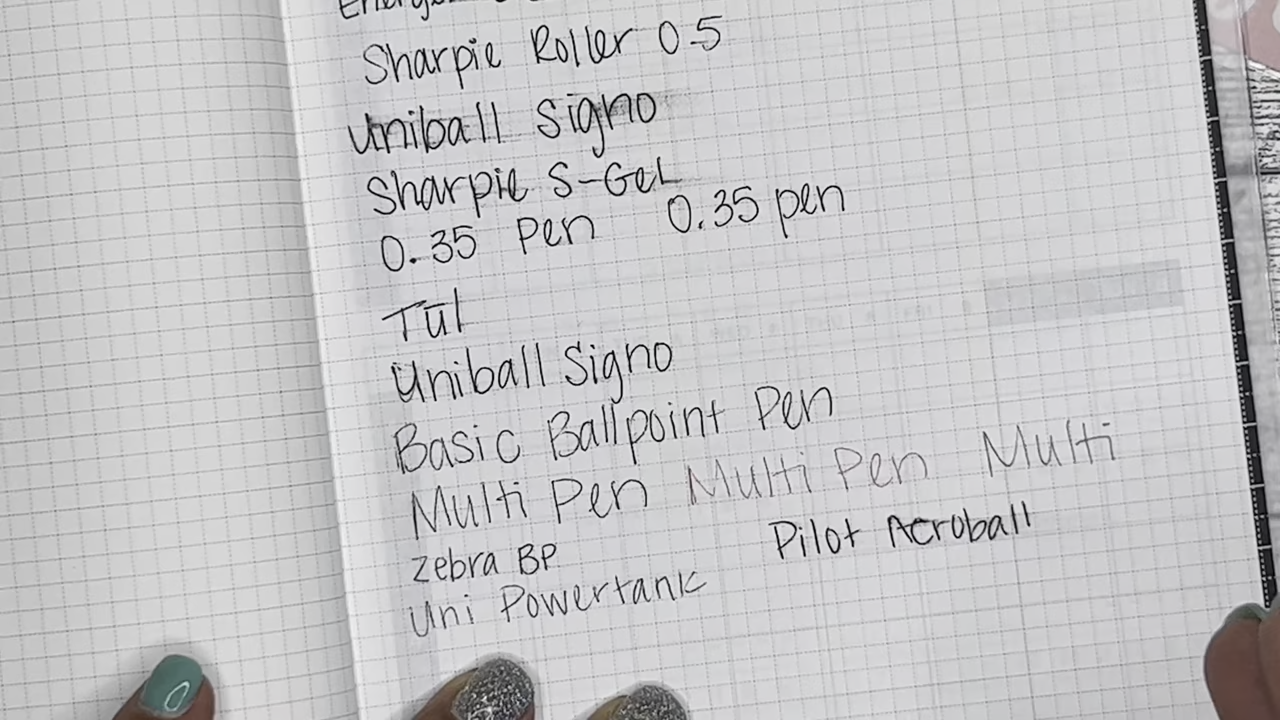 Sharpie Roller 0.5
Uniball Signo
Sharpie S-Gel
0.35 Pen 0.35 pen
Tūl
Uniball Signo
Basic Ballpoint Pen
Multi Pen Multi Pen Multi
Zebra BP Pilot Acroball
Uni Powertank